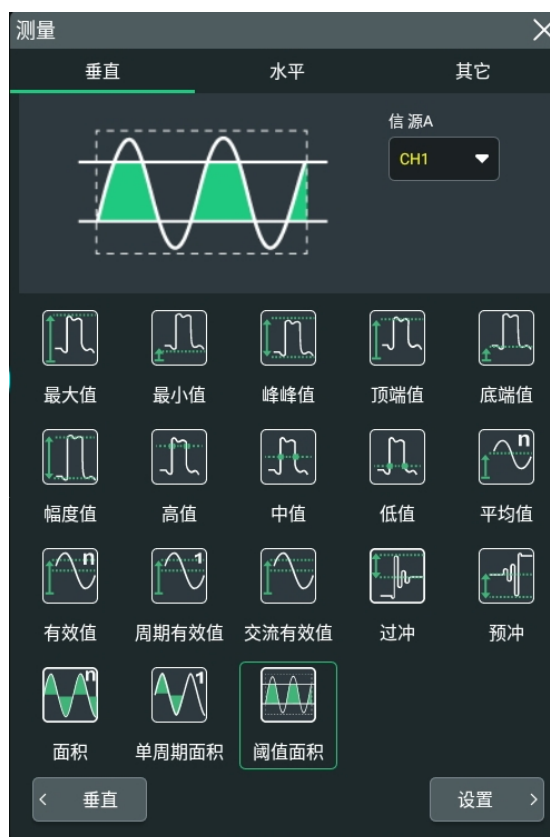 测量
垂直 水平 其它
信源A
CH1
最大值 最小值 峰峰值 顶端值 底端值
n
幅度值 高值 中值 低值 平均值
n 1
有效值 周期有效值 交流有效值 过冲 预冲
n 1
面积 单周期面积 阈值面积
< 垂直 设置 >